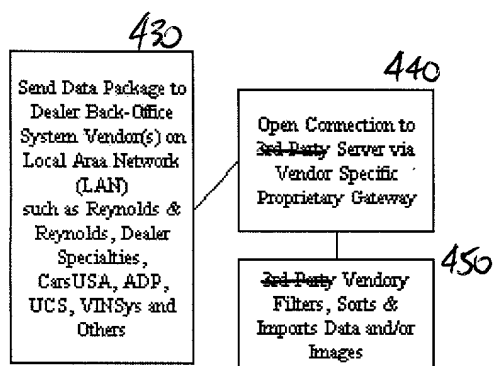 430
Send Data Package to
Dealer Back-Office
System Vendor(s) on
Local Araa Network
(LAN)
such as Reynolds &
Reynolds, Dealer
Specialties,
CarsUSA, ADP,
UCS, VINSys and
Others
440
Open Connection to
3rd-Party Server via
Vendor Specific
Proprietary Gateway
450
3rd-Party Vendory
Filters, Sorts &
Imports Data and/or
Images